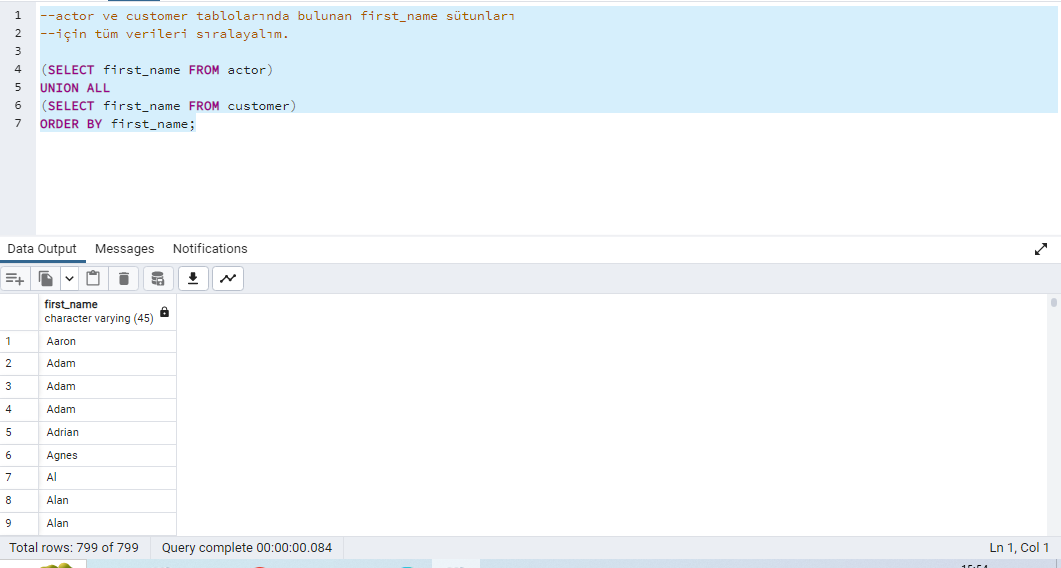 1 --actor ve customer tablolarında bulunan first_name sütunları
2 --için tüm verileri sıralayalım.
3
4 (SELECT first_name FROM actor)
5 UNION ALL
6 (SELECT first_name FROM customer)
7 ORDER BY first_name;
Data Output Messages Notifications
first_name
character varying (45)
1 Aaron
2 Adam
3 Adam
4 Adam
5 Adrian
6 Agnes
7 Al
8 Alan
9 Alan
Total rows: 799 of 799 Query complete 00:00:00.084 Ln 1, Col 1